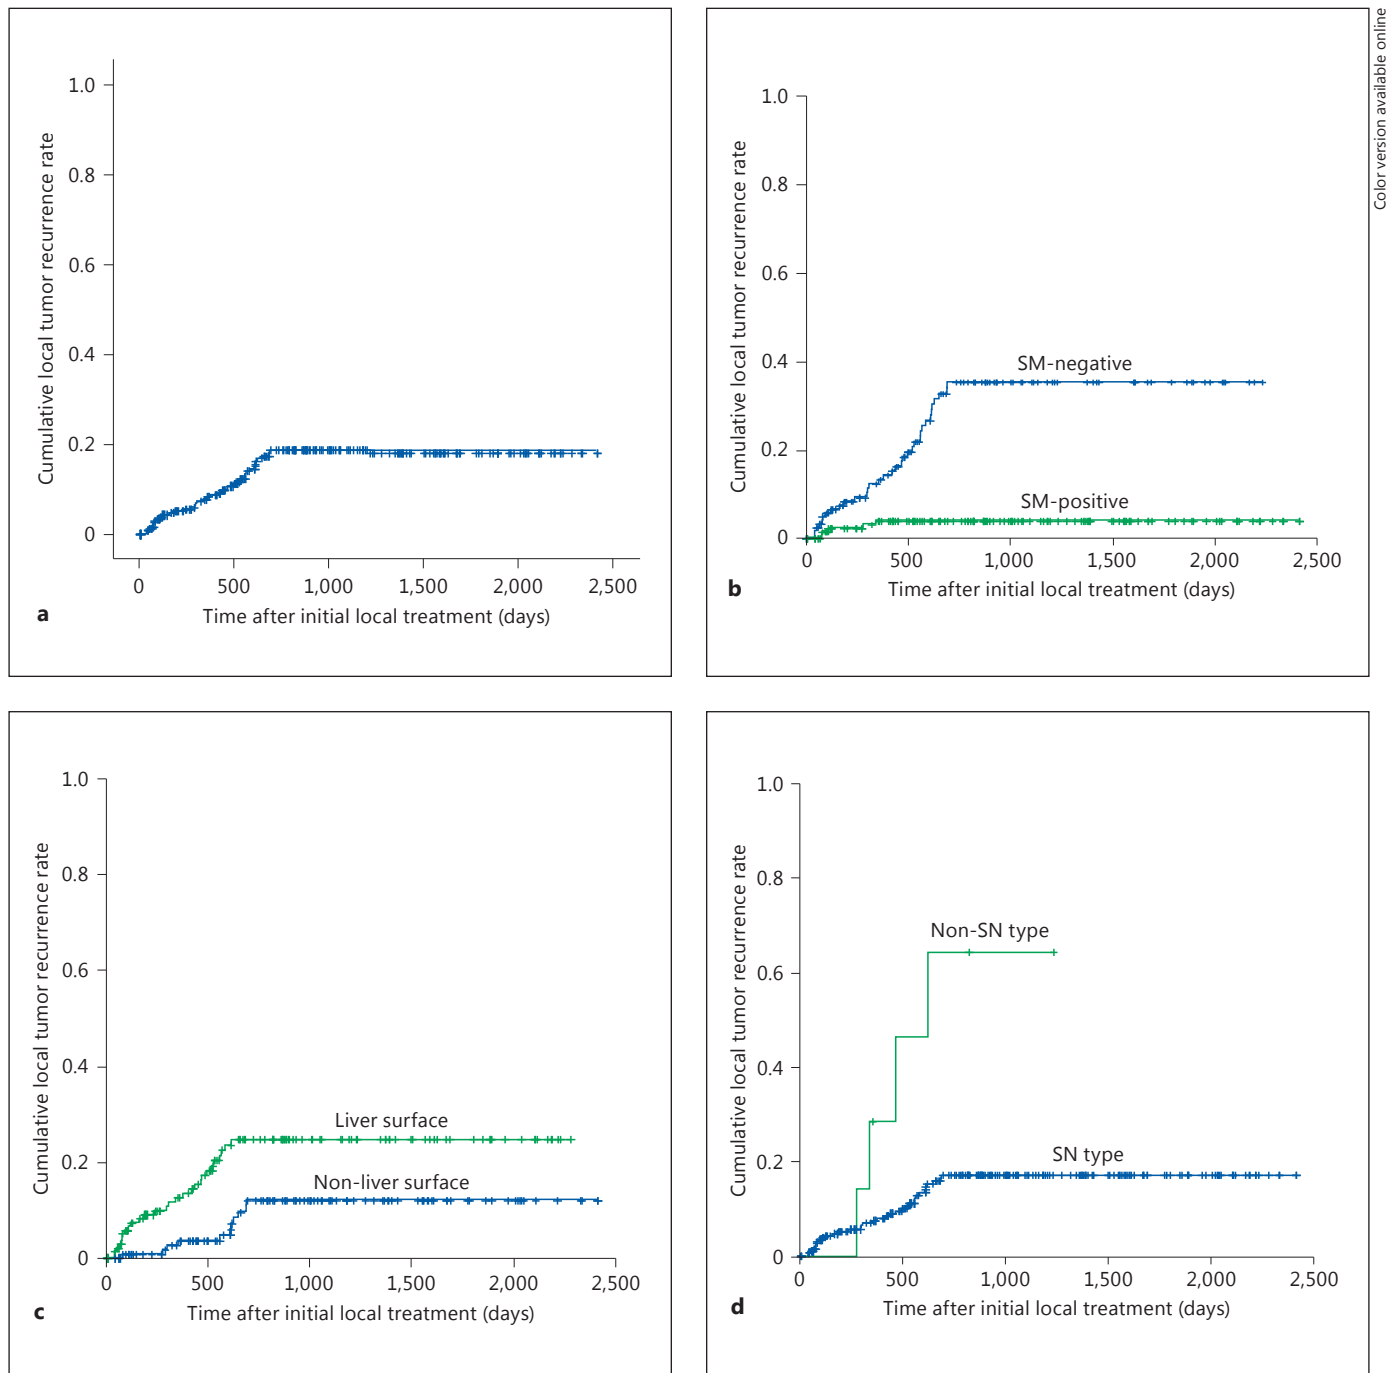 Color version available online
Cumulative local tumor recurrence rate
1.0
0.8
0.6
0.4
0.2
0
0 500 1,000 1,500 2,000 2,500
Time after initial local treatment (days)
a
Cumulative local tumor recurrence rate
1.0
0.8
0.6
0.4
0.2
0
SM-negative
SM-positive
0 500 1,000 1,500 2,000 2,500
Time after initial local treatment (days)
b
Cumulative local tumor recurrence rate
1.0
0.8
0.6
0.4
0.2
0
Liver surface
Non-liver surface
0 500 1,000 1,500 2,000 2,500
Time after initial local treatment (days)
c
Cumulative local tumor recurrence rate
1.0
0.8
0.6
0.4
0.2
0
Non-SN type
SN type
0 500 1,000 1,500 2,000 2,500
Time after initial local treatment (days)
d